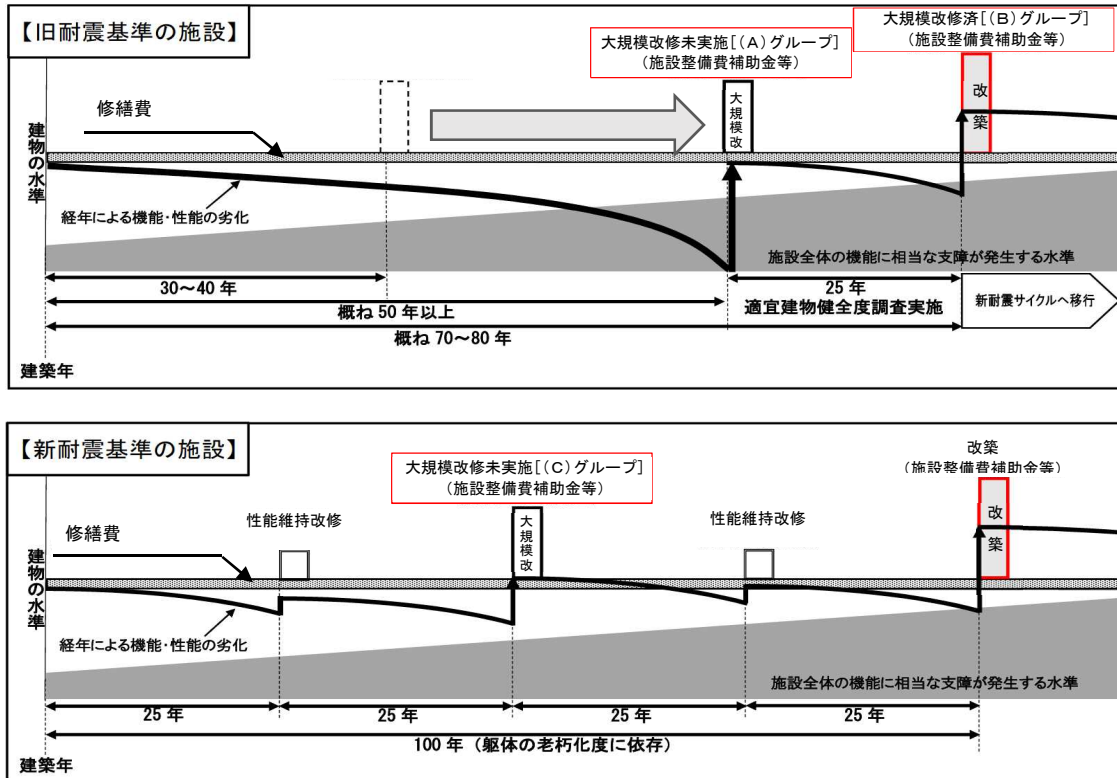 【旧耐震基準の施設】
大規模改修未実施[(A)グループ]
(施設整備費補助金等)
大規模改修済[(B)グループ]
(施設整備費補助金等)
修繕費
大規模改
改築
建物の水準
経年による機能・性能の劣化
施設全体の機能に相当な支障が発生する水準
30～40 年
25 年
概ね 50 年以上
適宜建物健全度調査実施
新耐震サイクルへ移行
概ね 70～80 年
建築年
【新耐震基準の施設】
大規模改修未実施[(C)グループ]
(施設整備費補助金等)
改築
(施設整備費補助金等)
修繕費
性能維持改修
大規模改
性能維持改修
改築
建物の水準
経年による機能・性能の劣化
施設全体の機能に相当な支障が発生する水準
25 年
25 年
25 年
25 年
100 年 (躯体の老朽化度に依存)
建築年